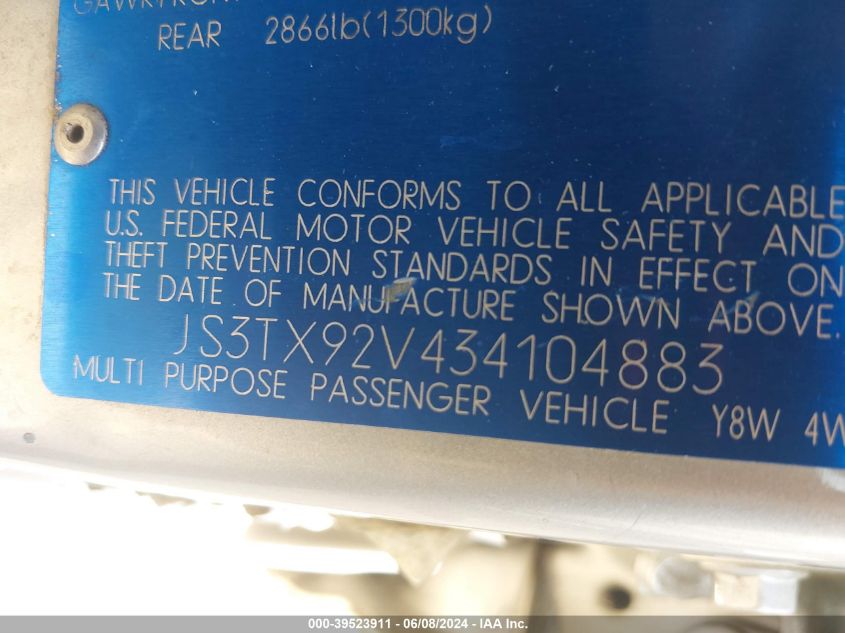 REAR 2866lb(1300kg)
THIS VEHICLE CONFORMS TO ALL APPLICABLE
U.S. FEDERAL MOTOR VEHICLE SAFETY AND
THEFT PREVENTION STANDARDS IN EFFECT ON
THE DATE OF MANUFACTURE SHOWN ABOVE.
JS3TX92V434104883
MULTI PURPOSE PASSENGER VEHICLE Y8W 4W
000-39523911 - 06/08/2024 - IAA Inc.